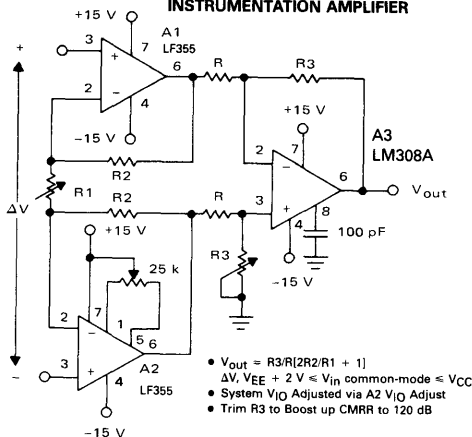 INSTRUMENTATION AMPLIFIER
+15 V
A1
LF355
3
7
+
6
2
−
4
−15 V
R
R3
R2
+15 V
A3
LM308A
R1
2
−
7
6
Vout
3
+
4
8
100 pF
−15 V
R2
R
R3
+
ΔV
−
+15 V
25 k
2
−
7
1
5
6
3
+
4
A2
LF355
−15 V
• Vout = R3/R[2R2/R1 + 1]
ΔV, VEE + 2 V ≤ Vin common-mode ≤ VCC
• System VIO Adjusted via A2 VIO Adjust
• Trim R3 to Boost up CMRR to 120 dB